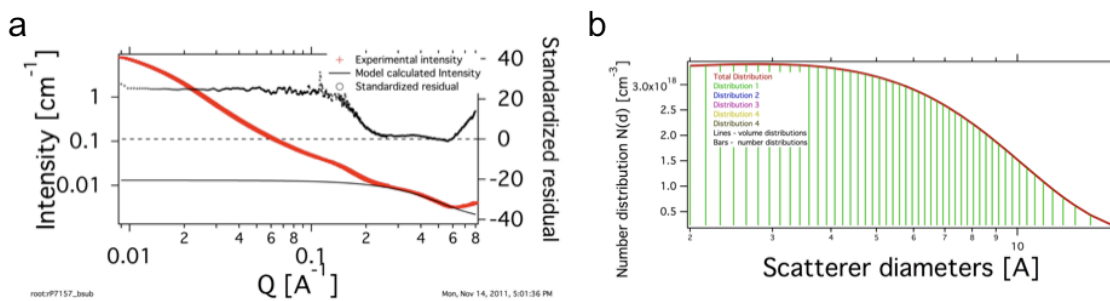 a
Intensity [cm-1]
1
0.1
0.01
+ Experimental intensity
— Model calculated Intensity
○ Standardized residual
40
20
0
-20
-40
Standardized residual
0.01
2
4
6
8
0.1
2
4
6
8
Q [A-1]
root:rP7157_bsub
Mon, Nov 14, 2011, 5:01:36 PM
b
Number distribution N(d) [cm-3]
3.0x1018
2.5
2.0
1.5
1.0
0.5
Total Distribution
Distribution 1
Distribution 2
Distribution 3
Distribution 4
Distribution 4
Lines - volume distributions
Bars - number distributions
2
3
4
5
6
7
8
9
10
Scatterer diameters [A]